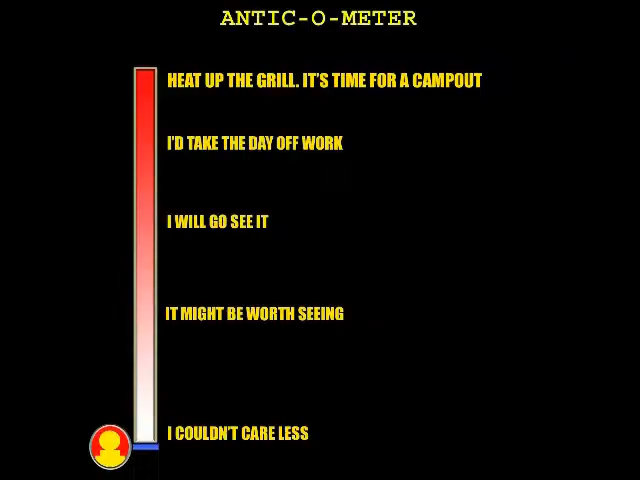 ANTIC-O-METER
HEAT UP THE GRILL. IT'S TIME FOR A CAMPOUT
I'D TAKE THE DAY OFF WORK
I WILL GO SEE IT
IT MIGHT BE WORTH SEEING
I COULDN'T CARE LESS